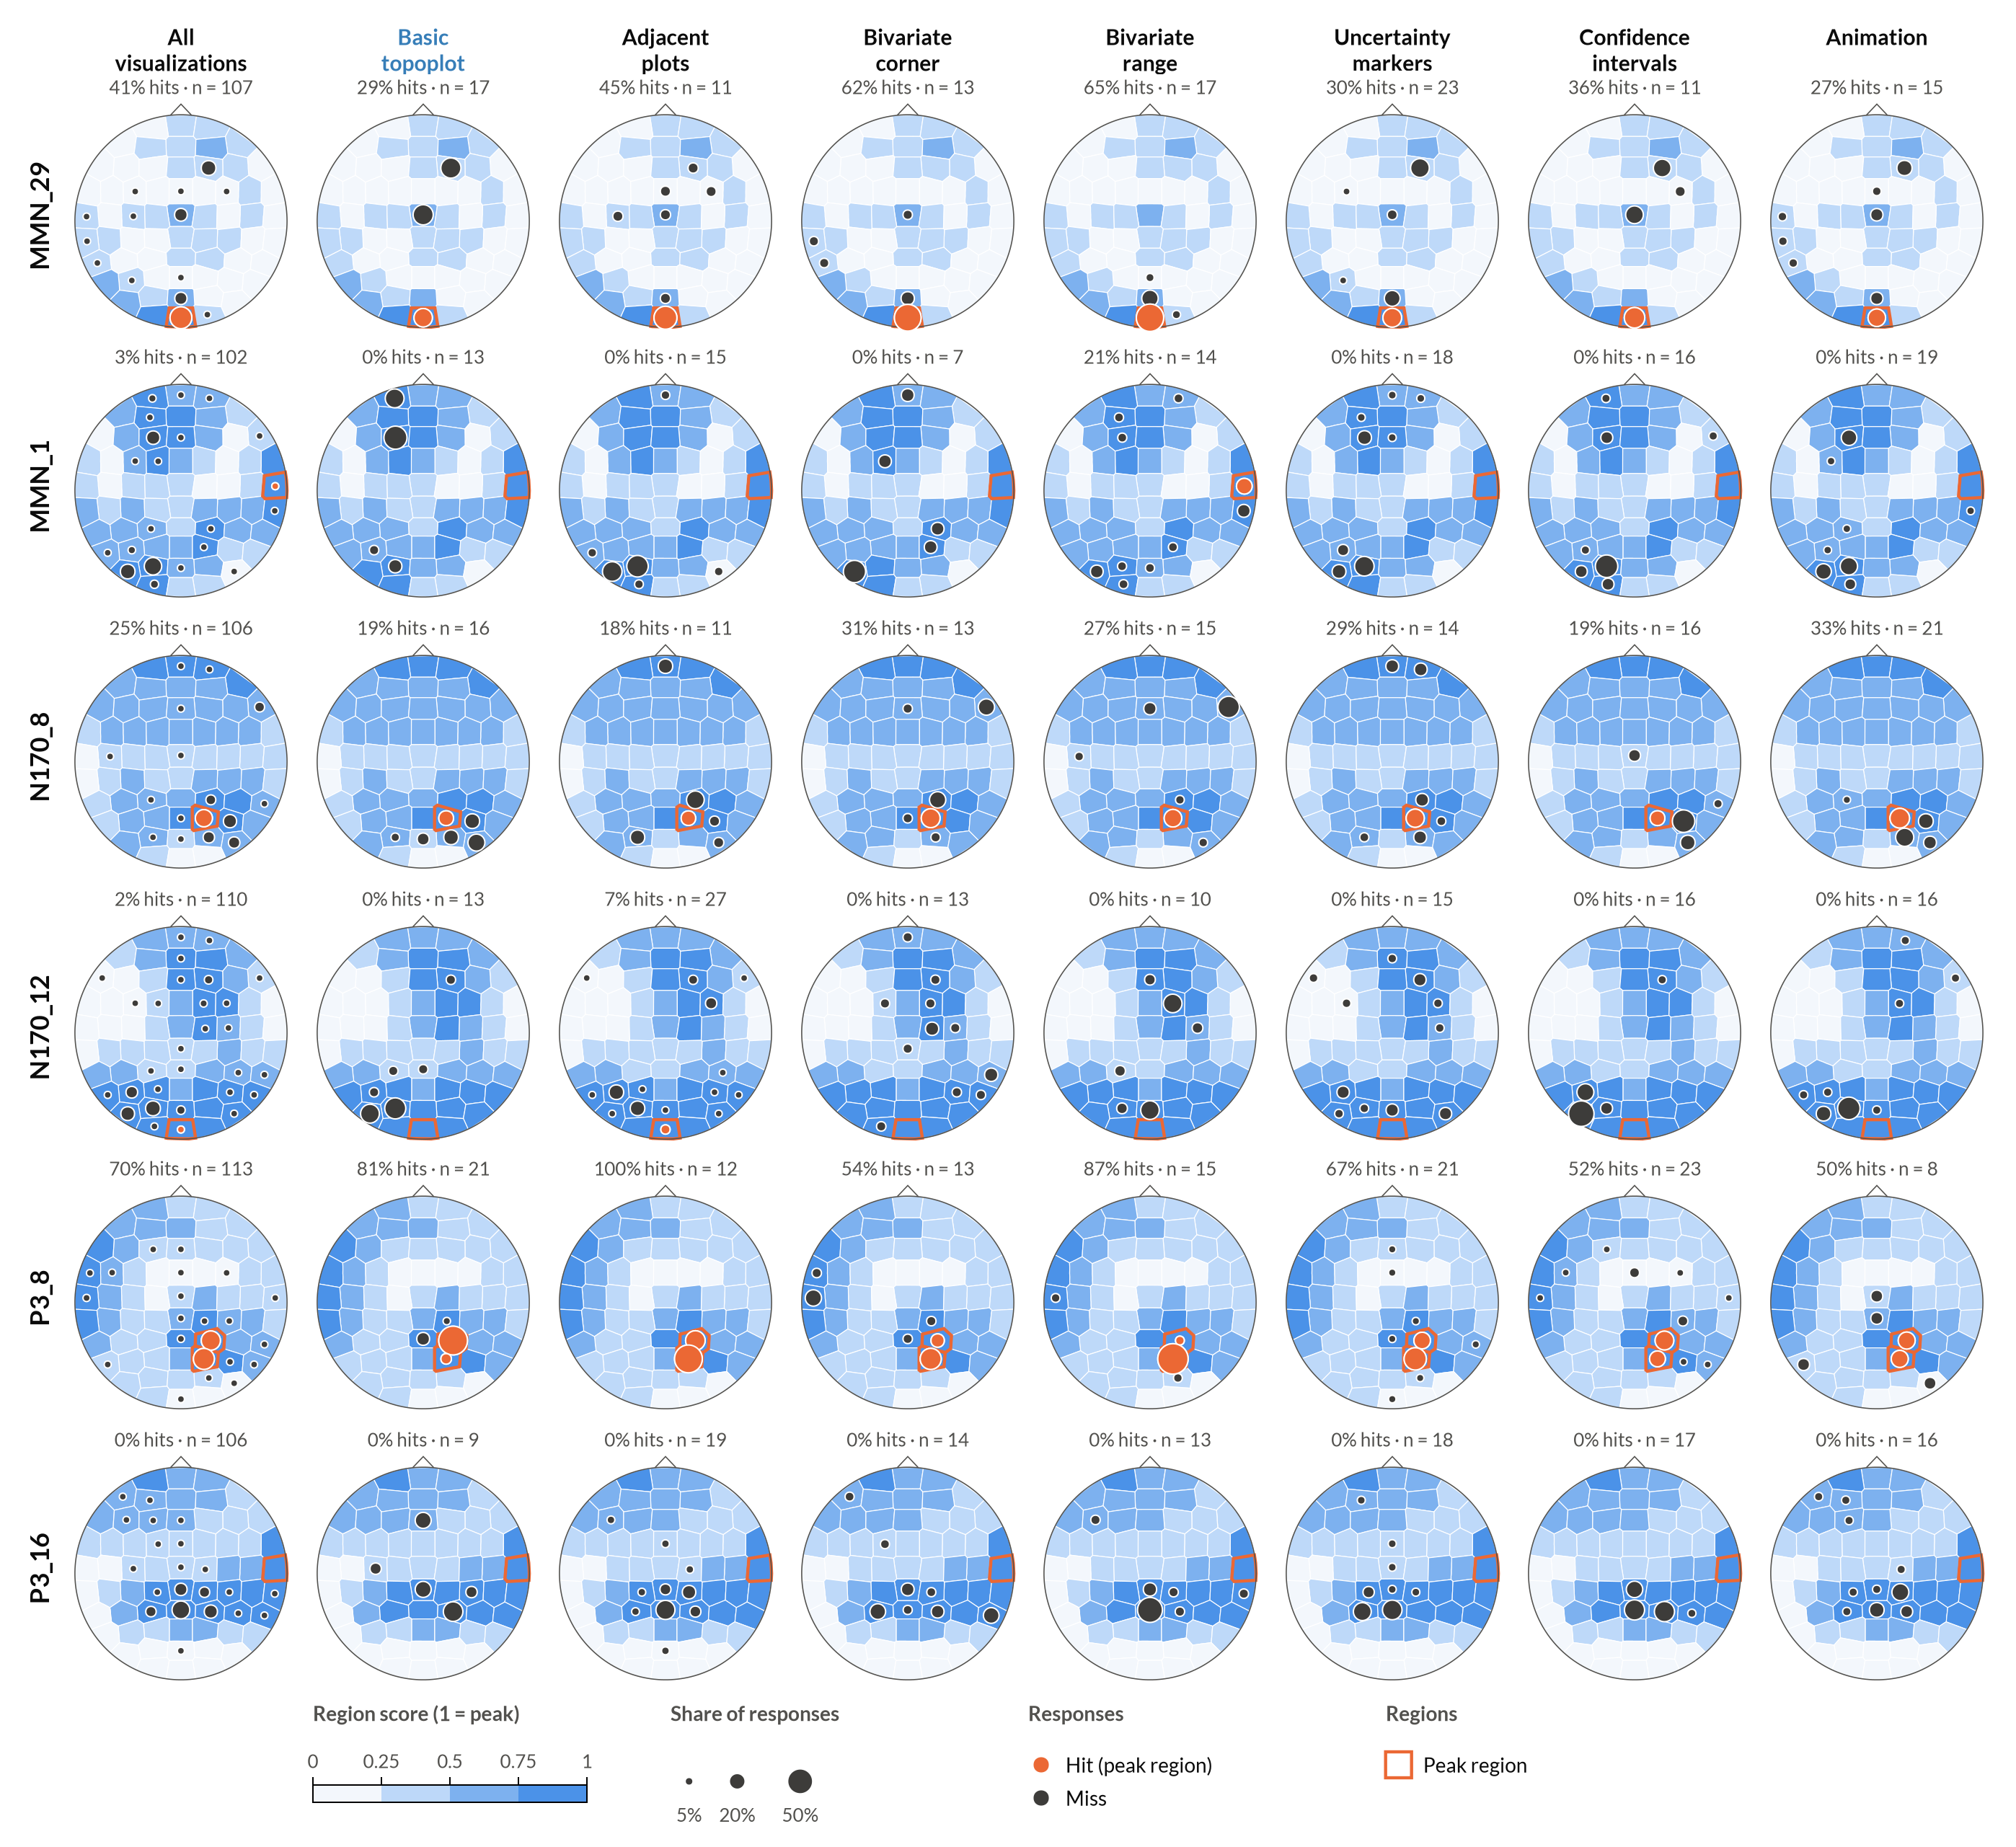 All visualizations
Basic topoplot
Adjacent plots
Bivariate corner
Bivariate range
Uncertainty markers
Confidence intervals
Animation
MMN_29
41% hits · n = 107
29% hits · n = 17
45% hits · n = 11
62% hits · n = 13
65% hits · n = 17
30% hits · n = 23
36% hits · n = 11
27% hits · n = 15
MMN_1
3% hits · n = 102
0% hits · n = 13
0% hits · n = 15
0% hits · n = 7
21% hits · n = 14
0% hits · n = 18
0% hits · n = 16
0% hits · n = 19
N170_8
25% hits · n = 106
19% hits · n = 16
18% hits · n = 11
31% hits · n = 13
27% hits · n = 15
29% hits · n = 14
19% hits · n = 16
33% hits · n = 21
N170_12
2% hits · n = 110
0% hits · n = 13
7% hits · n = 27
0% hits · n = 13
0% hits · n = 10
0% hits · n = 15
0% hits · n = 16
0% hits · n = 16
P3_8
70% hits · n = 113
81% hits · n = 21
100% hits · n = 12
54% hits · n = 13
87% hits · n = 15
67% hits · n = 21
52% hits · n = 23
50% hits · n = 8
P3_16
0% hits · n = 106
0% hits · n = 9
0% hits · n = 19
0% hits · n = 14
0% hits · n = 13
0% hits · n = 18
0% hits · n = 17
0% hits · n = 16
Region score (1 = peak)
0 0.25 0.5 0.75 1
Share of responses
5% 20% 50%
Responses
Hit (peak region)
Miss
Regions
Peak region